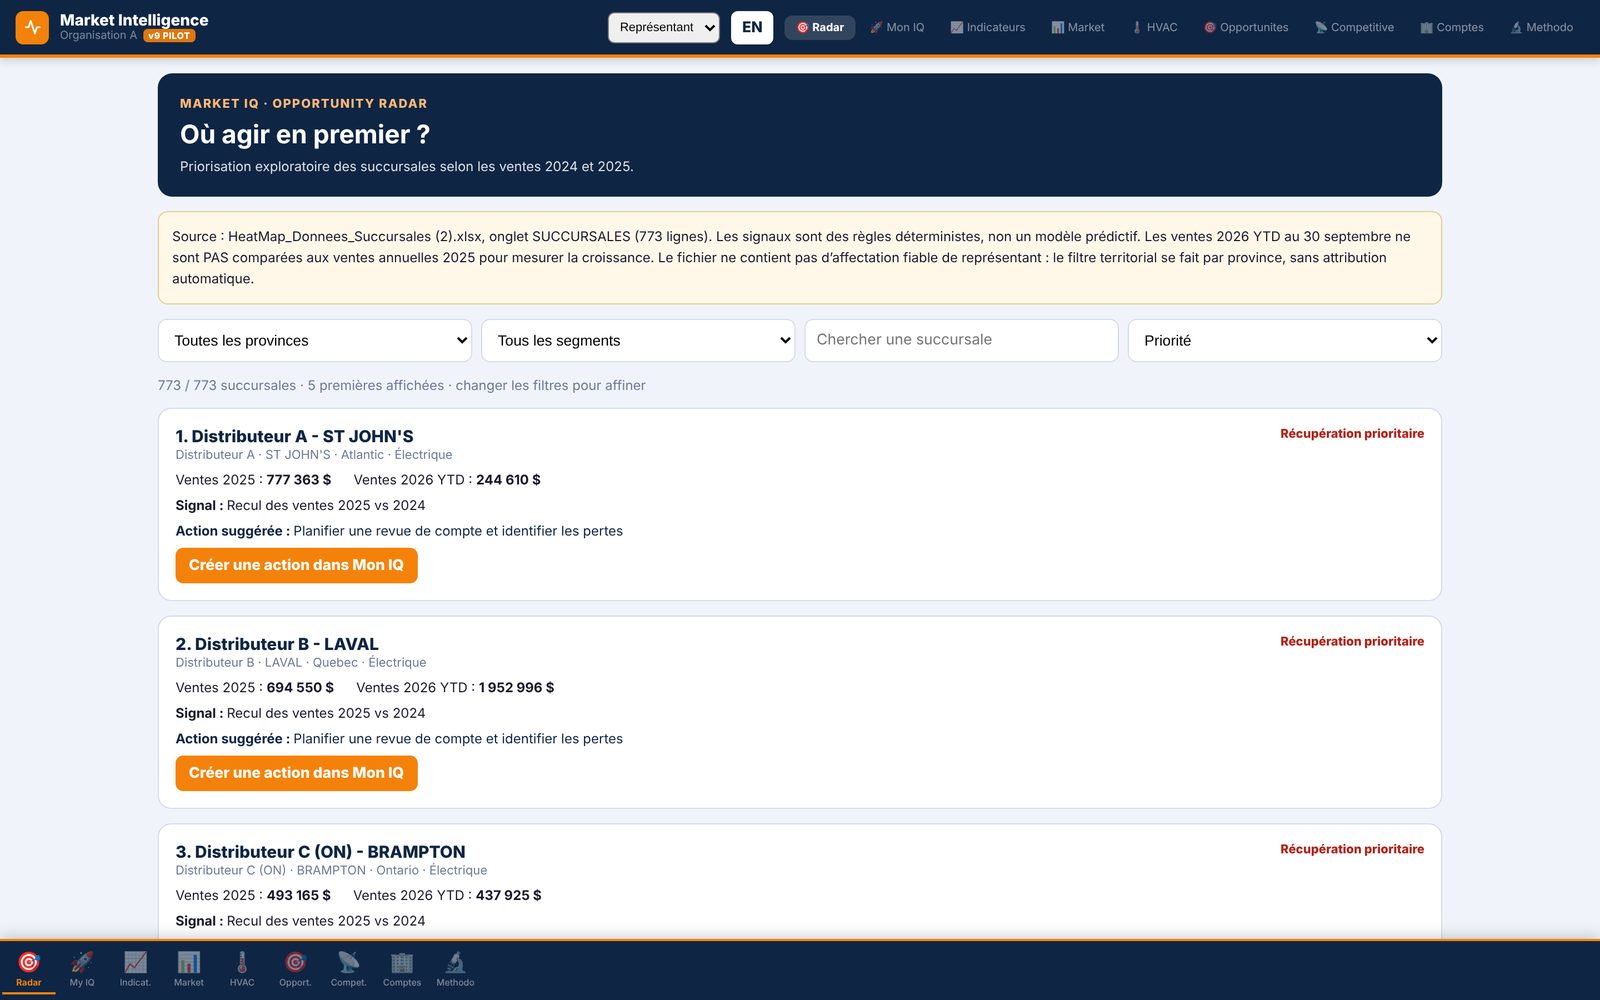 Market Intelligence
Organisation A v9 PILOT
Représentant
EN
Radar
Mon IQ
Indicateurs
Market
HVAC
Opportunites
Competitive
Comptes
Methodo
MARKET IQ · OPPORTUNITY RADAR
Où agir en premier ?
Priorisation exploratoire des succursales selon les ventes 2024 et 2025.
Source : HeatMap_Donnees_Succursales (2).xlsx, onglet SUCCURSALES (773 lignes). Les signaux sont des règles déterministes, non un modèle prédictif. Les ventes 2026 YTD au 30 septembre ne
sont PAS comparées aux ventes annuelles 2025 pour mesurer la croissance. Le fichier ne contient pas d’affectation fiable de représentant : le filtre territorial se fait par province, sans attribution
automatique.
Toutes les provinces
Tous les segments
Chercher une succursale
Priorité
773 / 773 succursales · 5 premières affichées · changer les filtres pour affiner
1. Distributeur A - ST JOHN'S
Récupération prioritaire
Distributeur A · ST JOHN'S · Atlantic · Électrique
Ventes 2025 : 777 363 $ Ventes 2026 YTD : 244 610 $
Signal : Recul des ventes 2025 vs 2024
Action suggérée : Planifier une revue de compte et identifier les pertes
Créer une action dans Mon IQ
2. Distributeur B - LAVAL
Récupération prioritaire
Distributeur B · LAVAL · Quebec · Électrique
Ventes 2025 : 694 550 $ Ventes 2026 YTD : 1 952 996 $
Signal : Recul des ventes 2025 vs 2024
Action suggérée : Planifier une revue de compte et identifier les pertes
Créer une action dans Mon IQ
3. Distributeur C (ON) - BRAMPTON
Récupération prioritaire
Distributeur C (ON) · BRAMPTON · Ontario · Électrique
Ventes 2025 : 493 165 $ Ventes 2026 YTD : 437 925 $
Signal : Recul des ventes 2025 vs 2024
Radar
My IQ
Indicat.
Market
HVAC
Opport.
Compet.
Comptes
Methodo